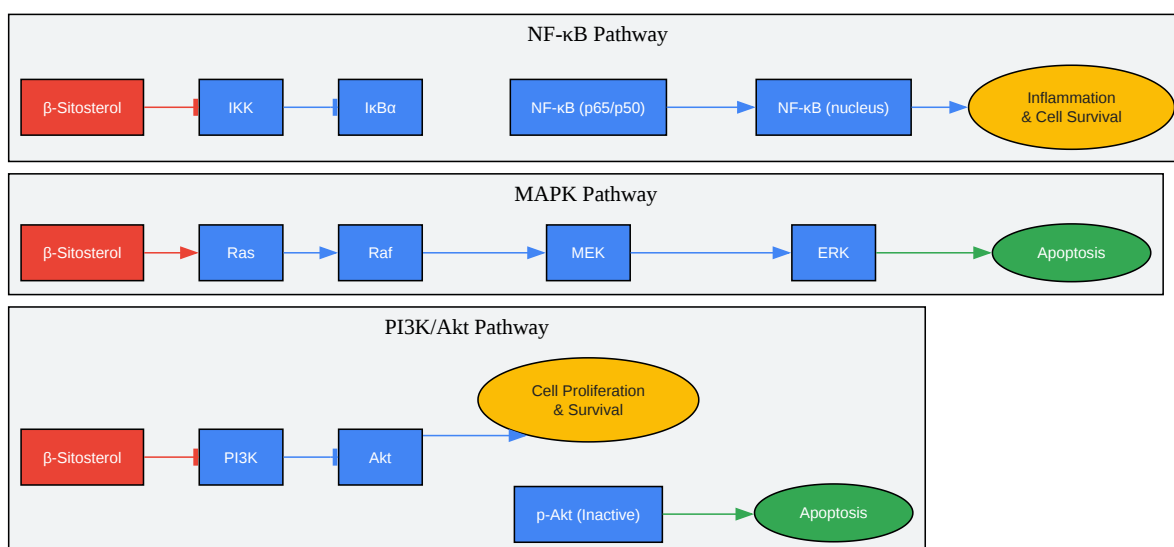 NF-κB Pathway
β-Sitosterol
IKK
IκBα
NF-κB (p65/p50)
NF-κB (nucleus)
Inflammation
& Cell Survival
MAPK Pathway
β-Sitosterol
Ras
Raf
MEK
ERK
Apoptosis
PI3K/Akt Pathway
Cell Proliferation
& Survival
β-Sitosterol
PI3K
Akt
p-Akt (Inactive)
Apoptosis